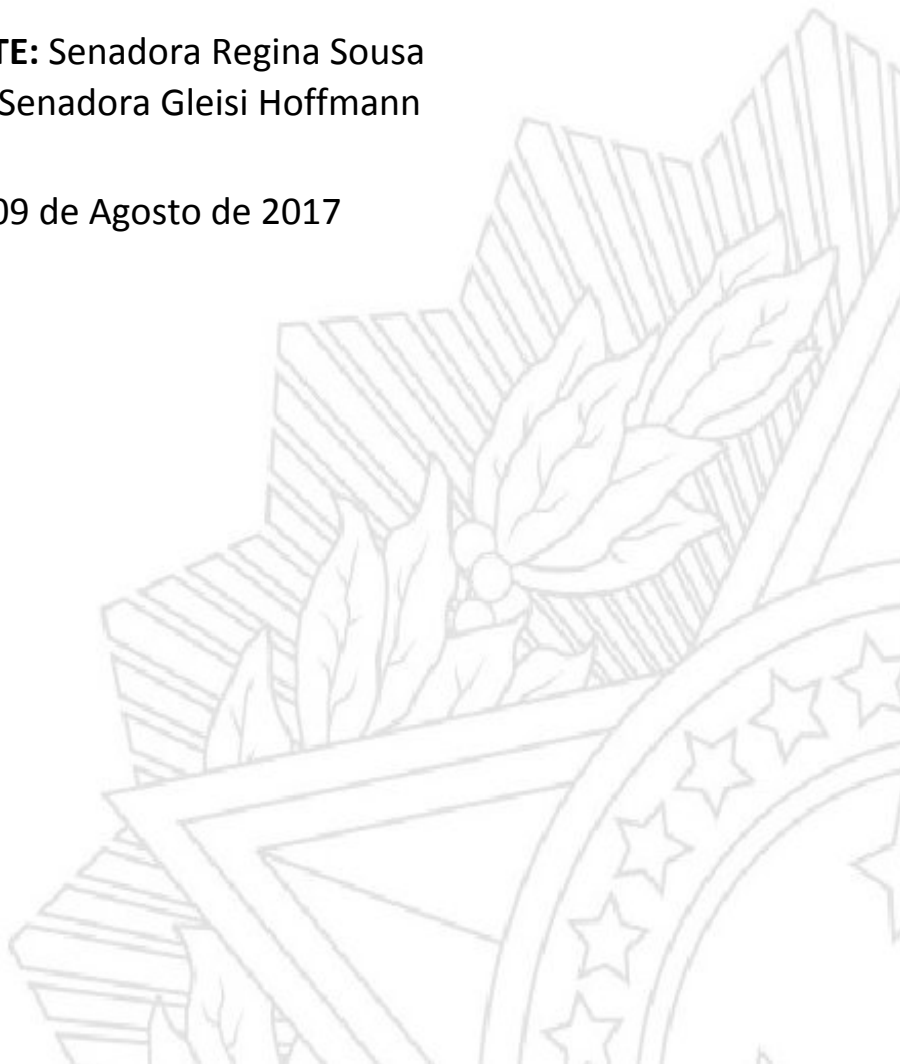 TE: Senadora Regina Sousa
Senadora Gleisi Hoffmann
09 de Agosto de 2017